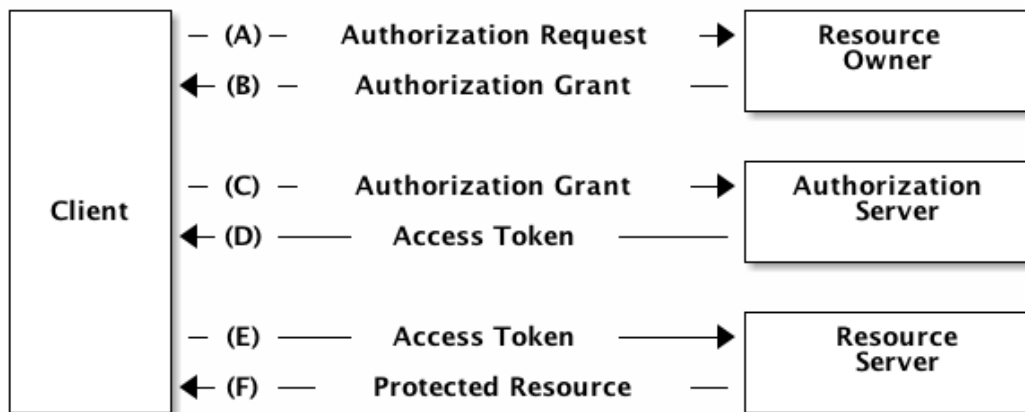 (A) Authorization Request
Resource
Owner
(B) Authorization Grant
Client
(C) Authorization Grant
Authorization
Server
(D) Access Token
(E) Access Token
Resource
Server
(F) Protected Resource